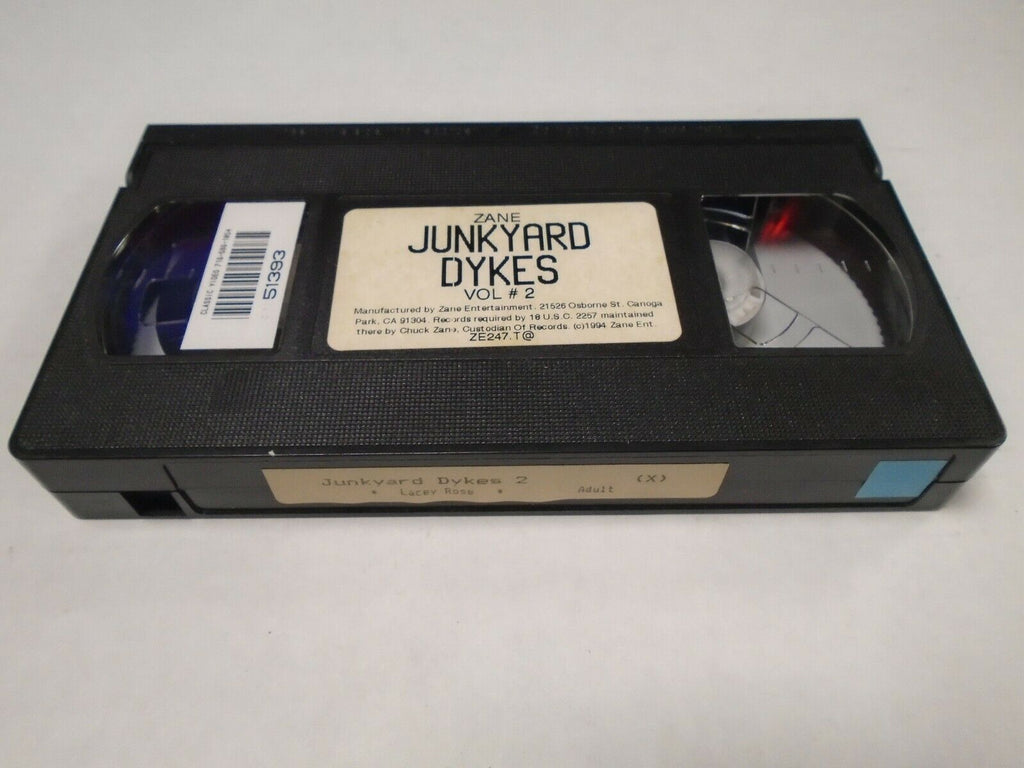 ZANE
JUNKYARD
DYKES
VOL # 2
Manufactured by Zane Entertainment. 21526 Osborne St. Canoga
Park, CA 91304. Records required by 18 U.S.C. 2257 maintained
there by Chuck Zane, Custodian Of Records. (c)1994 Zane Ent.
ZE247.T@
CLASSIC VIDEO
51393
Junkyard Dykes 2 (X)
* Lacey Rose * Adult